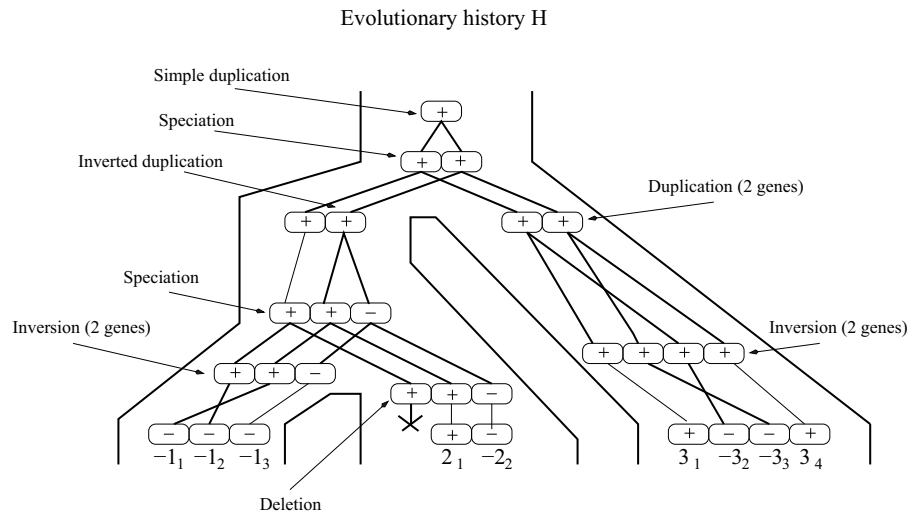 Evolutionary history H
Simple duplication
+
Speciation
+ +
Inverted duplication
Duplication (2 genes)
+ + + +
Speciation
+ + −
Inversion (2 genes)
Inversion (2 genes)
+ + + +
+ + −
+ + −
− − − + − + − − +
−1₁ −1₂ −1₃ 2₁ −2₂ 3₁ −3₂ −3₃ 3₄
Deletion